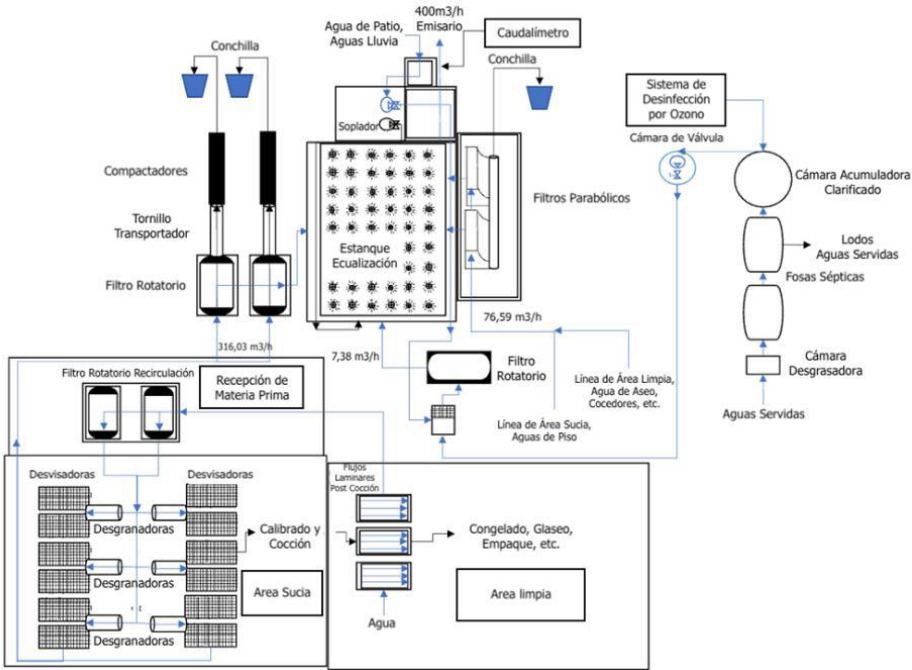 400m3/h
Emisario
Agua de Patio,
Aguas Lluvia
Caudalímetro
Conchilla
Conchilla
Sistema de
Desinfección
por Ozono
Soplador
Cámara de Válvula
Compactadores
Filtros Parabólicos
Cámara Acumuladora
Clarificado
Tornillo
Transportador
Estanque
Ecualización
Lodos
Aguas Servidas
Filtro Rotatorio
Fosas Sépticas
76,59 m3/h
316,03 m3/h
7,38 m3/h
Filtro
Rotatorio
Cámara
Desgrasadora
Filtro Rotatorio Recirculación
Recepción de
Materia Prima
Línea de Área Limpia,
Agua de Aseo,
Cocedores, etc.
Aguas Servidas
Línea de Área Sucia,
Aguas de Piso
Desvisadoras
Desvisadoras
Flujos
Laminares
Post Cocción
Desgranadoras
Calibrado y
Cocción
Congelado, Glaseo,
Empaque, etc.
Desgranadoras
Area Sucia
Area limpia
Agua
Desgranadoras